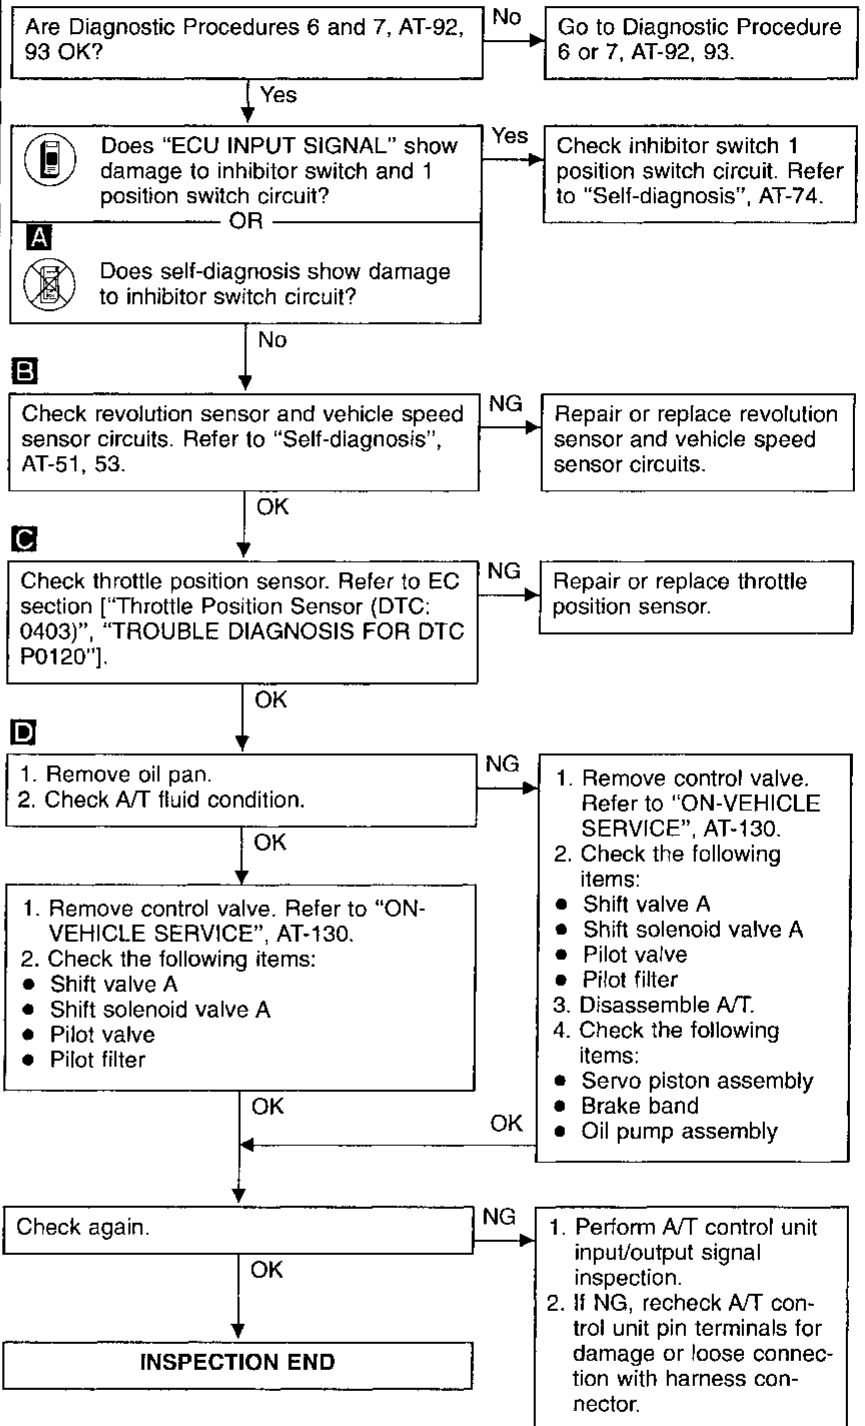 Are Diagnostic Procedures 6 and 7, AT-92,
93 OK?
No
Go to Diagnostic Procedure
6 or 7, AT-92, 93.
Yes
Does "ECU INPUT SIGNAL" show
damage to inhibitor switch and 1
position switch circuit?
Yes
Check inhibitor switch 1
position switch circuit. Refer
to "Self-diagnosis", AT-74.
OR
A
Does self-diagnosis show damage
to inhibitor switch circuit?
No
B
Check revolution sensor and vehicle speed
sensor circuits. Refer to "Self-diagnosis",
AT-51, 53.
NG
Repair or replace revolution
sensor and vehicle speed
sensor circuits.
OK
C
Check throttle position sensor. Refer to EC
section ["Throttle Position Sensor (DTC:
0403)", "TROUBLE DIAGNOSIS FOR DTC
P0120"].
NG
Repair or replace throttle
position sensor.
OK
D
1. Remove oil pan.
2. Check A/T fluid condition.
NG
1. Remove control valve.
Refer to "ON-VEHICLE
SERVICE", AT-130.
2. Check the following
items:
● Shift valve A
● Shift solenoid valve A
● Pilot valve
● Pilot filter
3. Disassemble A/T.
4. Check the following
items:
● Servo piston assembly
● Brake band
● Oil pump assembly
OK
1. Remove control valve. Refer to "ON-
VEHICLE SERVICE", AT-130.
2. Check the following items:
● Shift valve A
● Shift solenoid valve A
● Pilot valve
● Pilot filter
OK
OK
Check again.
NG
1. Perform A/T control unit
input/output signal
inspection.
2. If NG, recheck A/T con-
trol unit pin terminals for
damage or loose connec-
tion with harness con-
nector.
OK
INSPECTION END